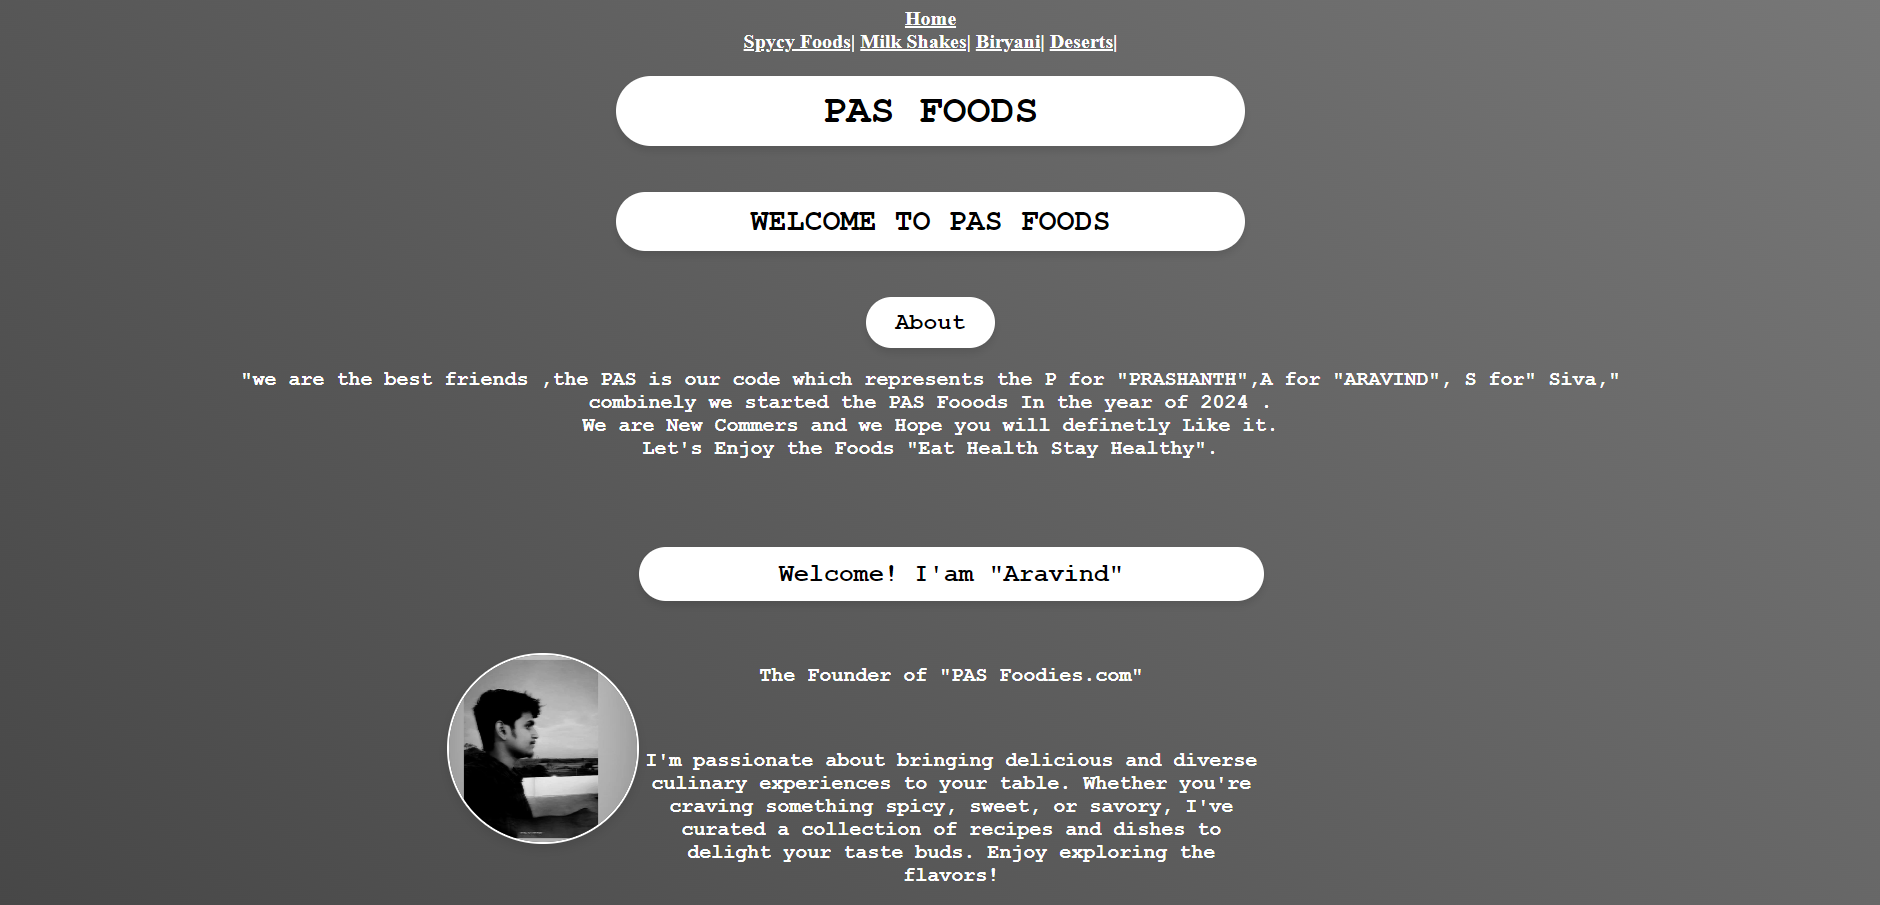 Home
Spycy Foods| Milk Shakes| Biryani| Deserts|
PAS FOODS
WELCOME TO PAS FOODS
About
"we are the best friends ,the PAS is our code which represents the P for "PRASHANTH",A for "ARAVIND", S for" Siva,"
combinely we started the PAS Fooods In the year of 2024 .
We are New Commers and we Hope you will definetly Like it.
Let's Enjoy the Foods "Eat Health Stay Healthy".
Welcome! I'am "Aravind"
The Founder of "PAS Foodies.com"
I'm passionate about bringing delicious and diverse
culinary experiences to your table. Whether you're
craving something spicy, sweet, or savory, I've
curated a collection of recipes and dishes to
delight your taste buds. Enjoy exploring the
flavors!